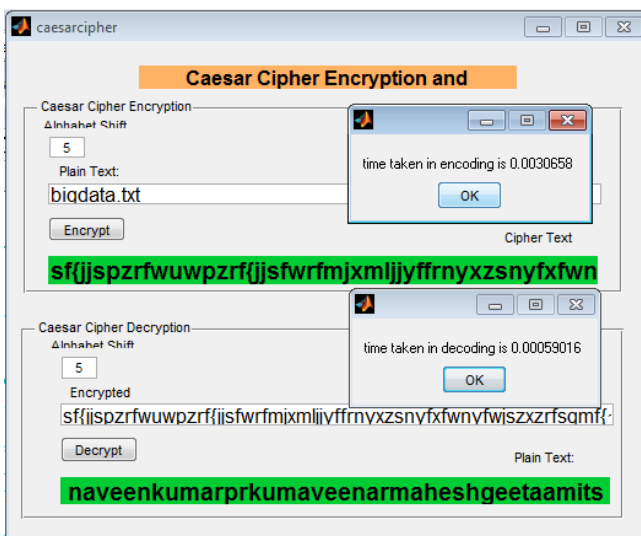 caesarcipher
Caesar Cipher Encryption and
Caesar Cipher Encryption
Alphabet Shift
5
time taken in encoding is 0.0030658
Plain Text:
bigdata.txt
OK
Encrypt
Cipher Text
sf{jjspzrfwuwpzrf{jjsfwrfmjxmljjyffrnyxzsnyfxfwn
Caesar Cipher Decryption
Alphabet Shift
5
time taken in decoding is 0.00059016
OK
Encrypted
sf{jjspzrfwuwpzrf{jjsfwrfmjxmljjyffrnyxzsnyfxfwnyfwjszxzrfsqmf{
Decrypt
Plain Text:
naveenkumarprkumaveenarmaheshgeetaamits